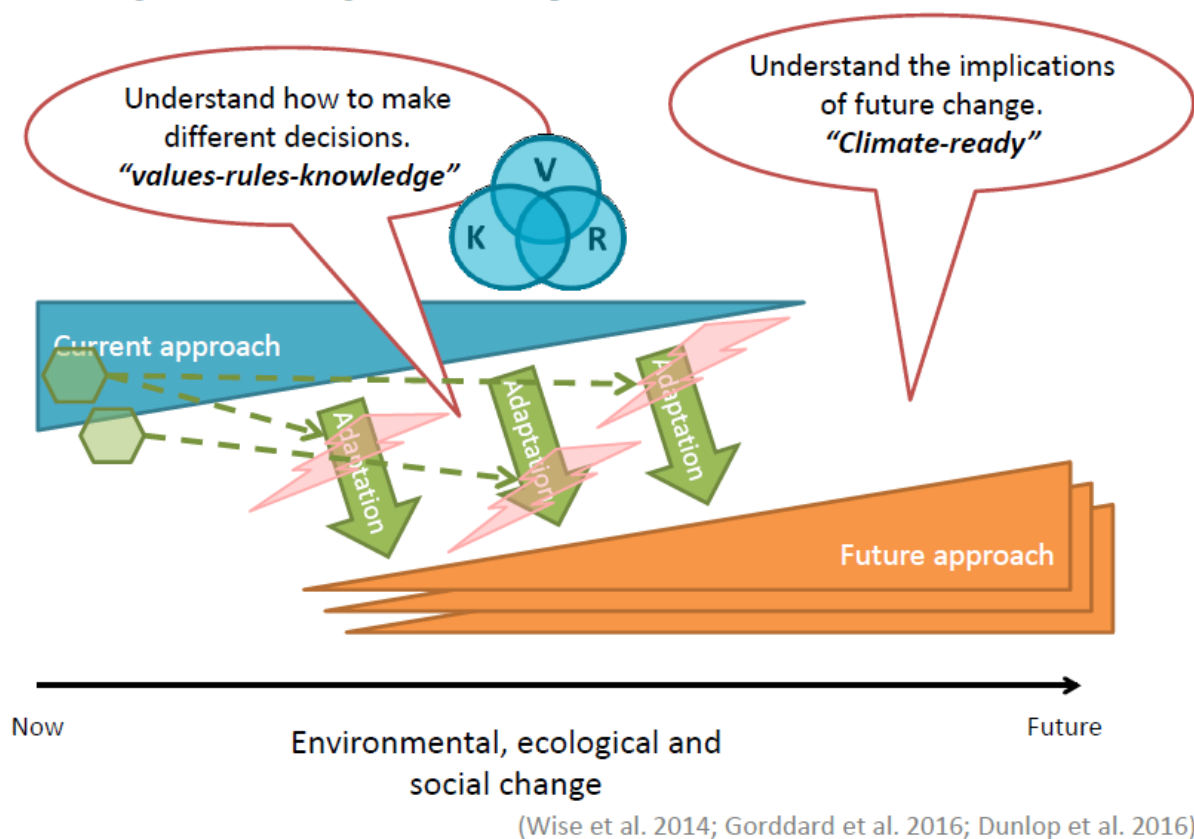 Understand how to make
different decisions.
“values-rules-knowledge”
Understand the implications
of future change.
“Climate-ready”
V
K
R
Current approach
Adaptation
Adaptation
Adaptation
Future approach
Now
Future
Environmental, ecological and
social change
(Wise et al. 2014; Gorddard et al. 2016; Dunlop et al. 2016)